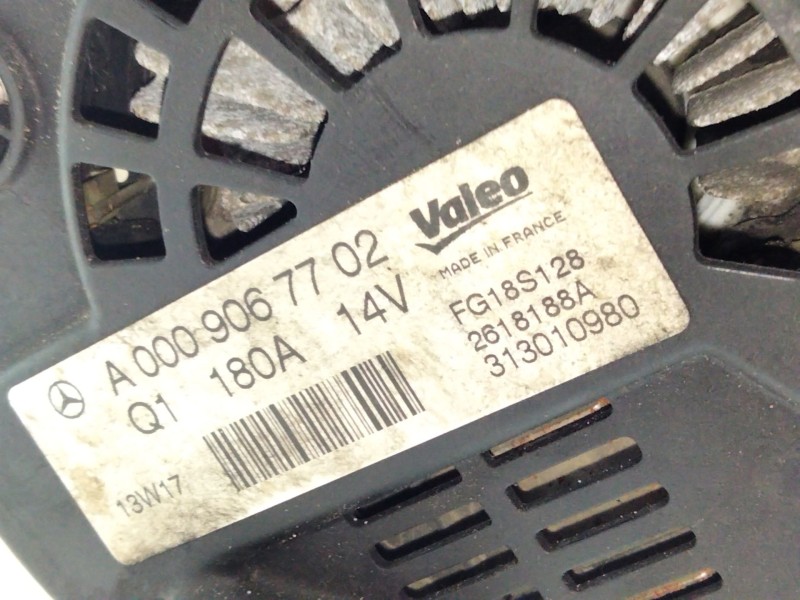 Valeo
MADE IN FRANCE
A 000 906 77 02
Q1 180A 14V
FG18S128
2618188A
313010980
13W17